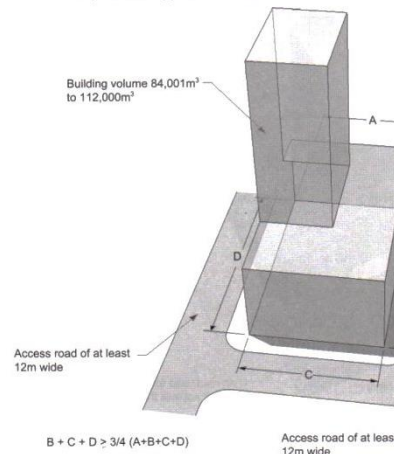 Building volume 84,001m³
to 112,000m³
A
D
Access road of at least
12m wide
C
B + C + D > 3/4 (A+B+C+D)
Access road of at leas
12m wide